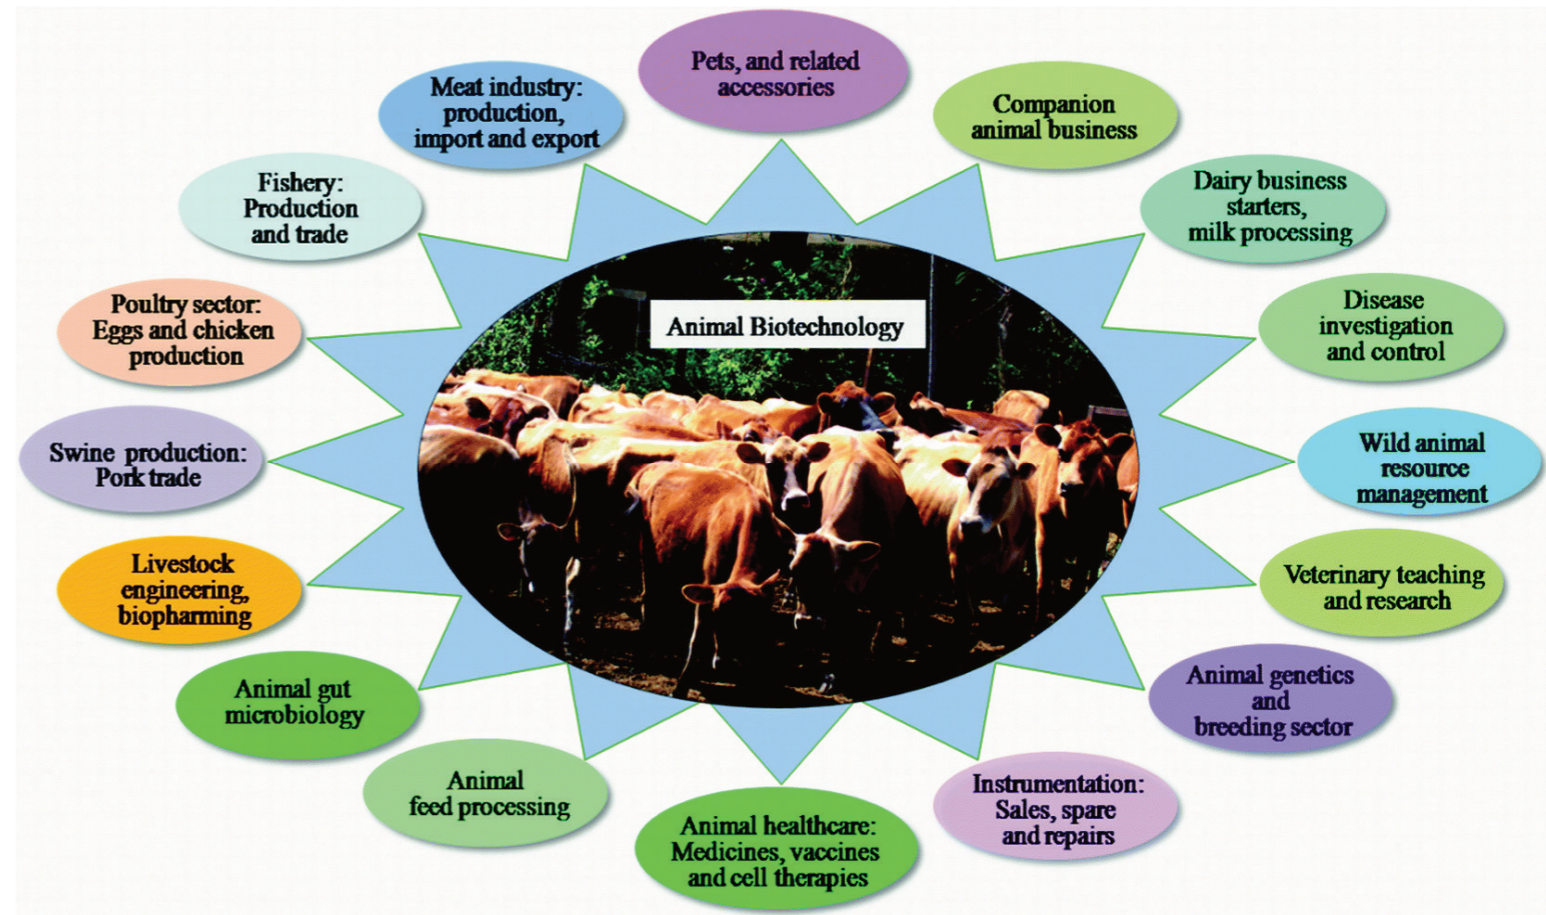 Pets, and related
accessories
Companion
animal business
Dairy business
starters,
milk processing
Disease
investigation
and control
Wild animal
resource
management
Veterinary teaching
and research
Animal genetics
and
breeding sector
Instrumentation:
Sales, spare
and repairs
Animal healthcare:
Medicines, vaccines
and cell therapies
Animal
feed processing
Animal gut
microbiology
Livestock
engineering,
biopharming
Swine production:
Pork trade
Poultry sector:
Eggs and chicken
production
Fishery:
Production
and trade
Meat industry:
production,
import and export
Animal Biotechnology